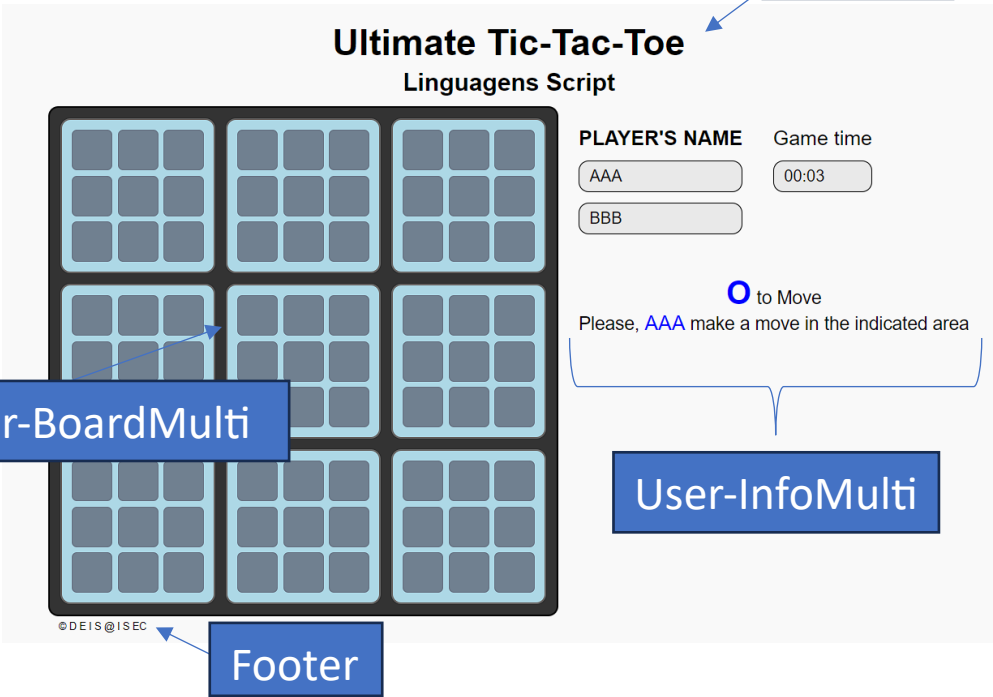 Ultimate Tic-Tac-Toe
Linguagens Script
PLAYER'S NAME
Game time
AAA
00:03
BBB
O to Move
Please, AAA make a move in the indicated area
r-BoardMulti
User-InfoMulti
©DEIS@ISEC
Footer